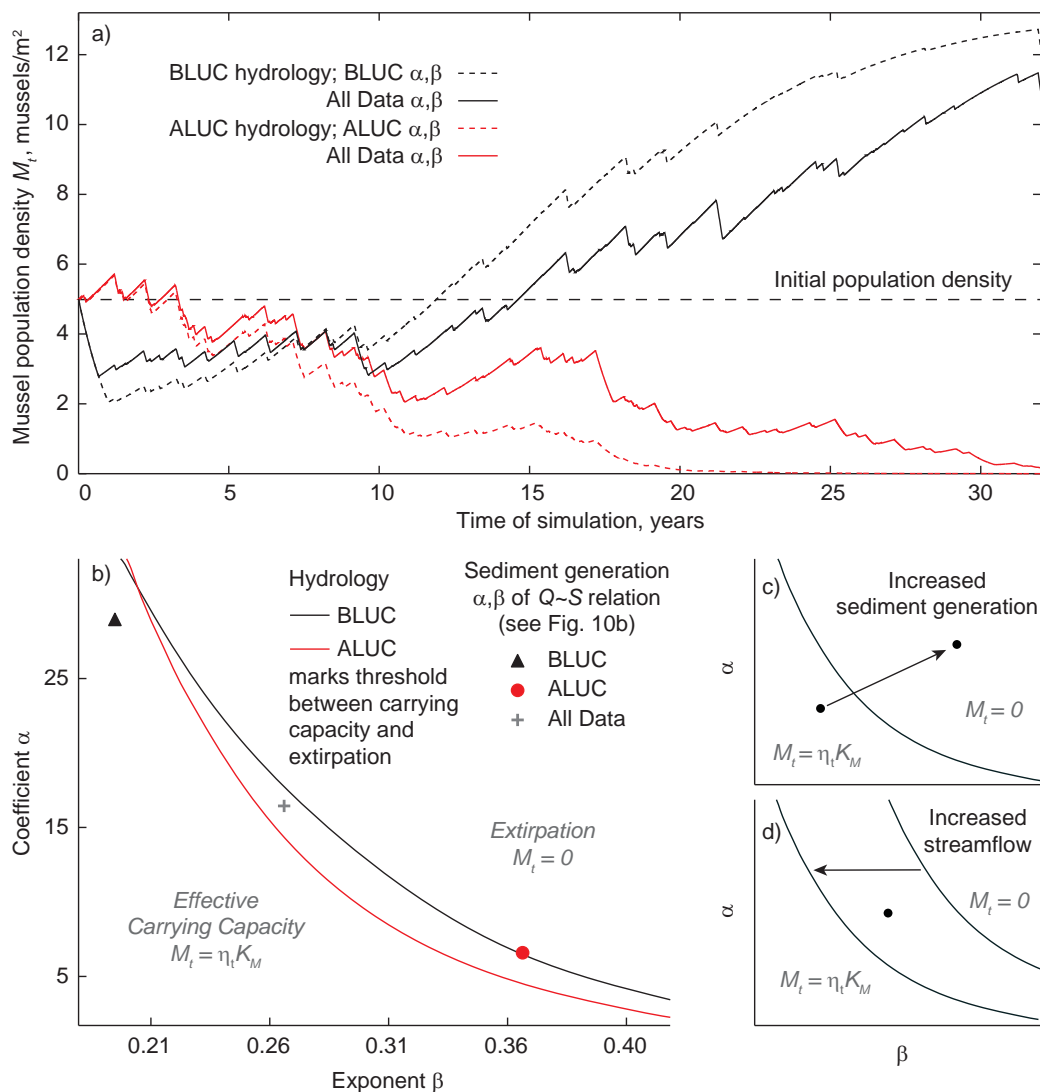 a)
BLUC hydrology; BLUC α,β
All Data α,β
ALUC hydrology; ALUC α,β
All Data α,β
Initial population density
Mussel population density Mt, mussels/m²
12
10
8
6
4
2
0
0 5 10 15 20 25 30
Time of simulation, years
b)
Hydrology
BLUC
ALUC
marks threshold
between carrying
capacity and
extirpation
Sediment generation
α,β of Q~S relation
(see Fig. 10b)
BLUC
ALUC
All Data
Extirpation
Mt = 0
Effective
Carrying Capacity
Mt = ηtKM
Coefficient α
25
15
5
0.21 0.26 0.31 0.36 0.40
Exponent β
c)
Increased
sediment generation
Mt = 0
Mt = ηtKM
α
d)
Increased
streamflow
Mt = 0
Mt = ηtKM
α
β